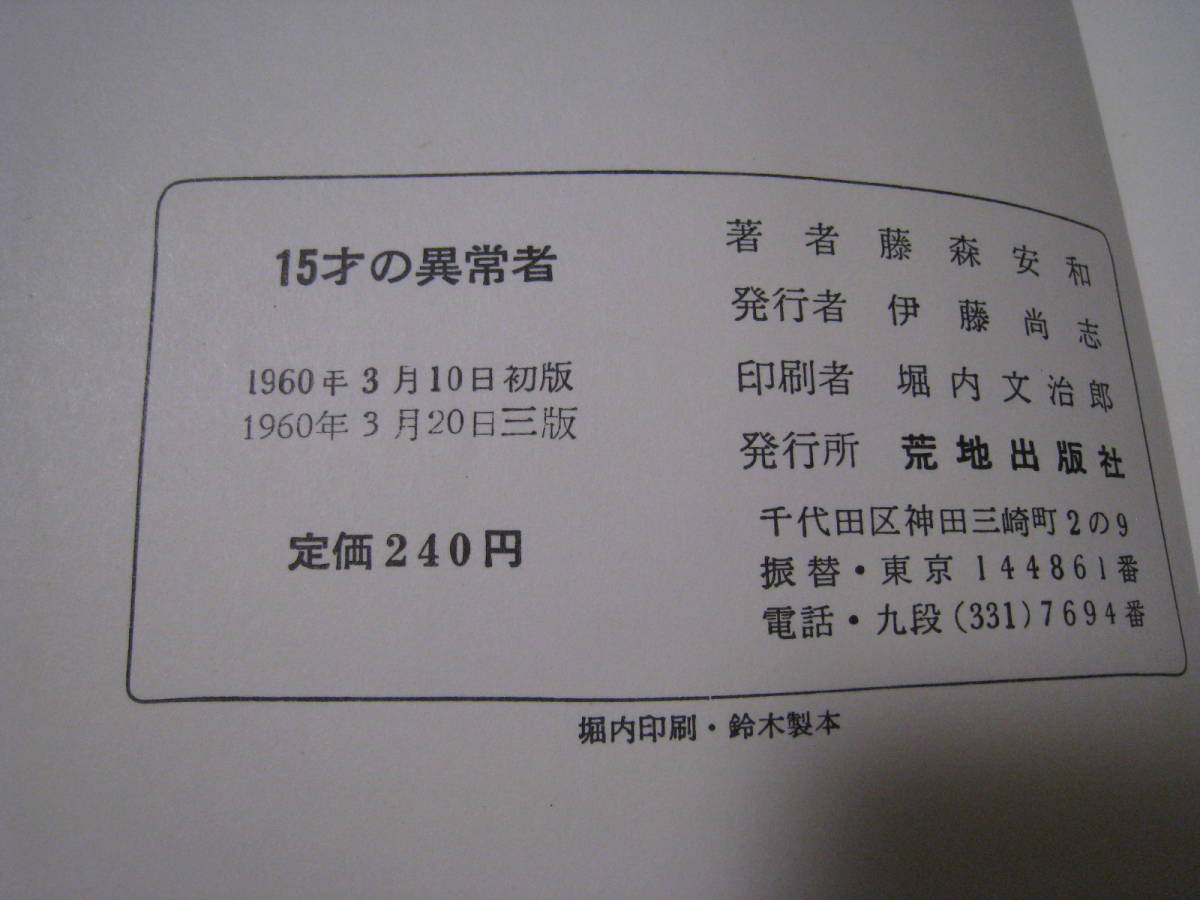 15才の異常者
1960年3月10日初版
1960年3月20日三版
定価240円
著者 藤森安和
発行者 伊藤尚志
印刷者 堀内文治郎
発行所 荒地出版社
千代田区神田三崎町2の9
振替・東京144861番
電話・九段(331)7694番
堀内印刷・鈴木製本